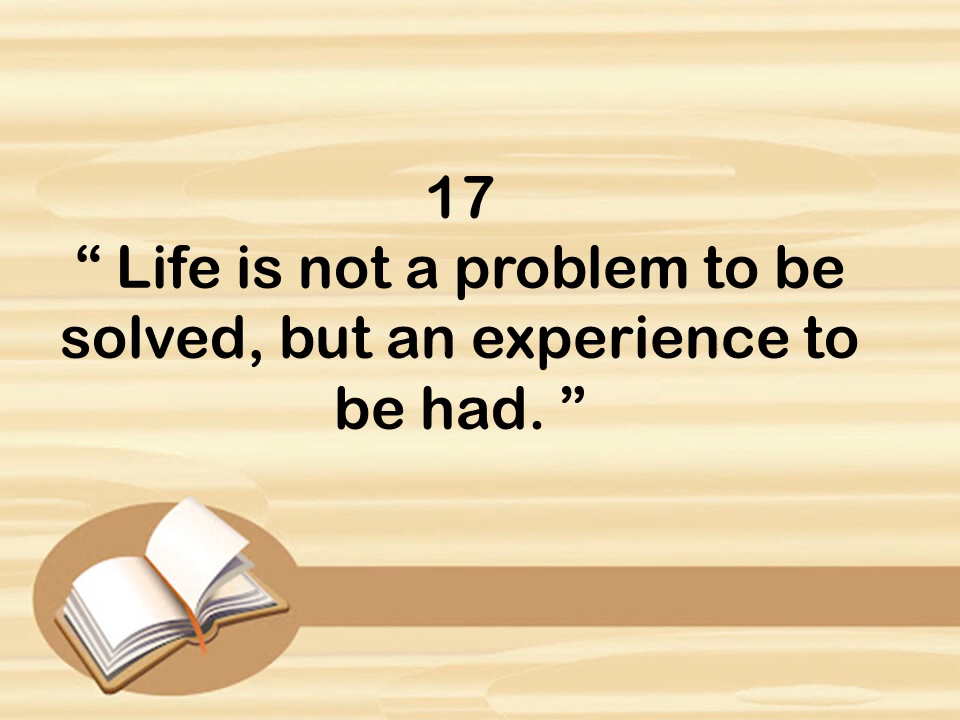 17
“ Life is not a problem to be
solved, but an experience to
be had. ”